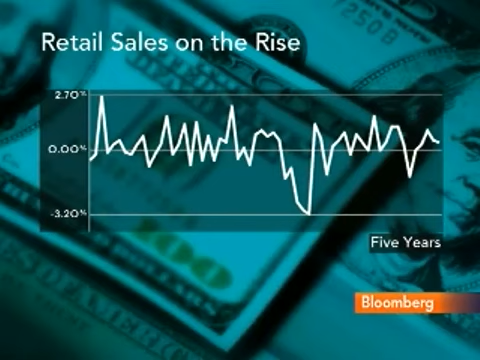 Retail Sales on the Rise
2.70%
0.00%
-3.20%
Five Years
Bloomberg